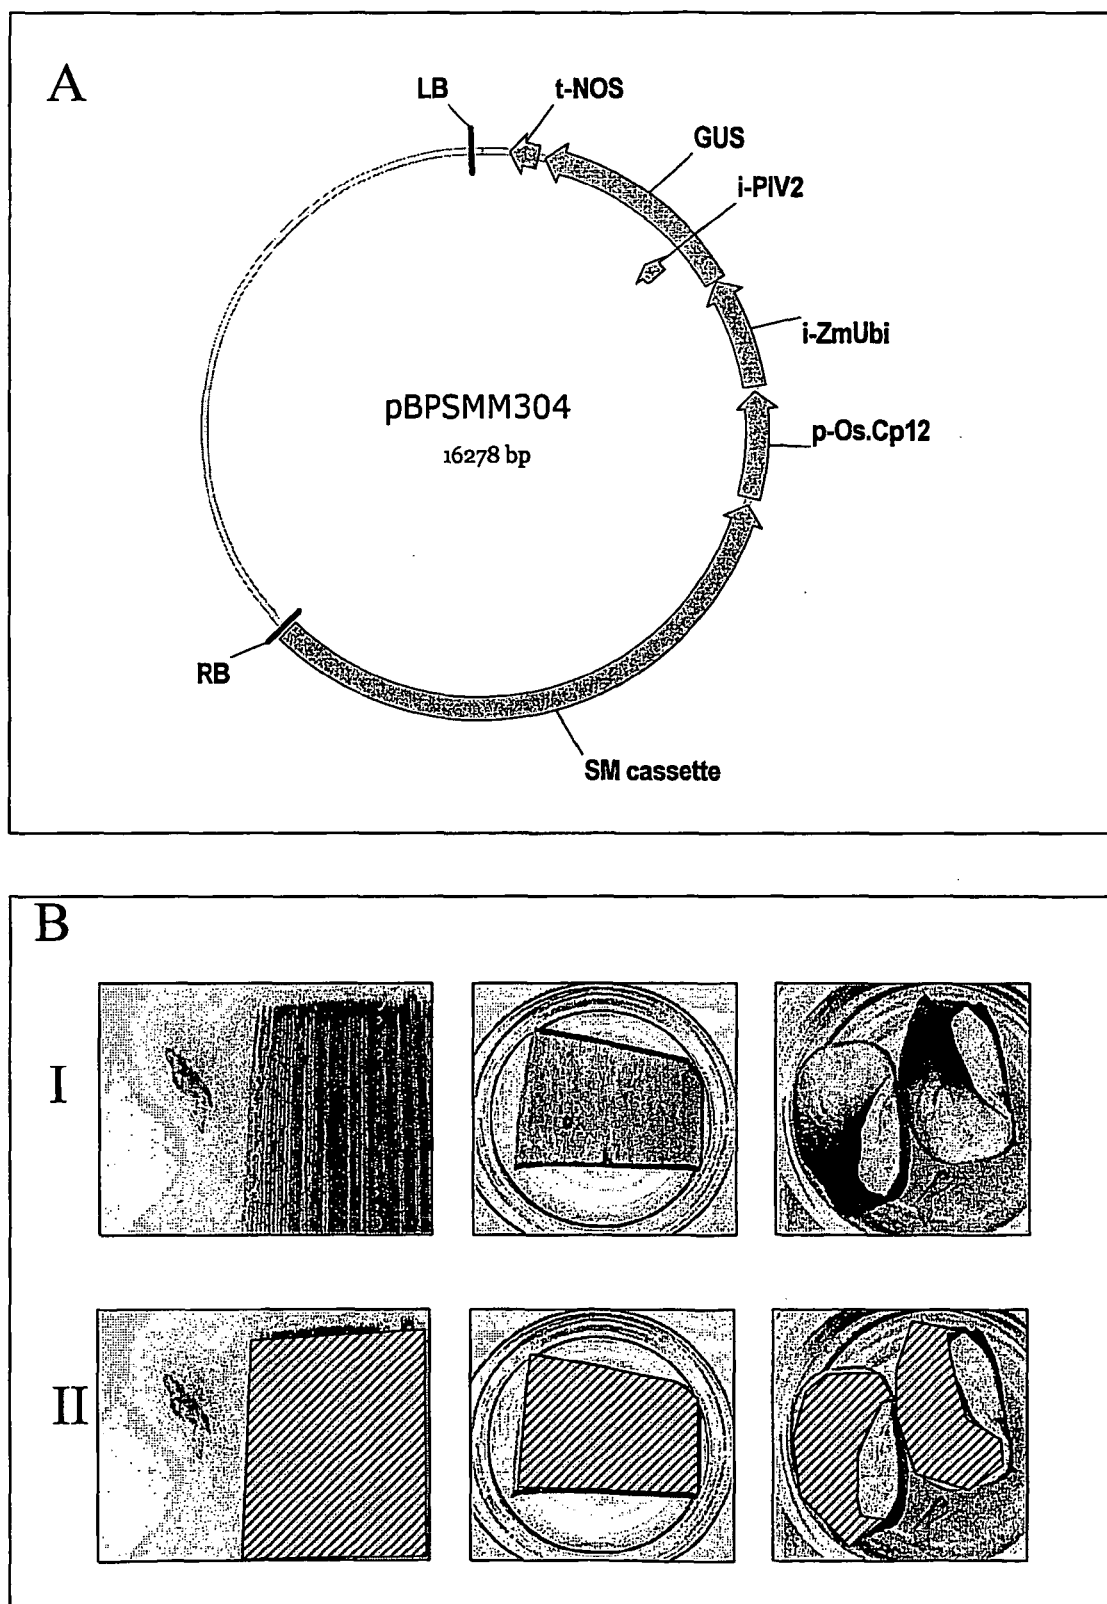 A
LB
t-NOS
GUS
i-PIV2
i-ZmUbi
pBPSMM304
p-Os.Cp12
16278 bp
RB
SM cassette
B
I
II